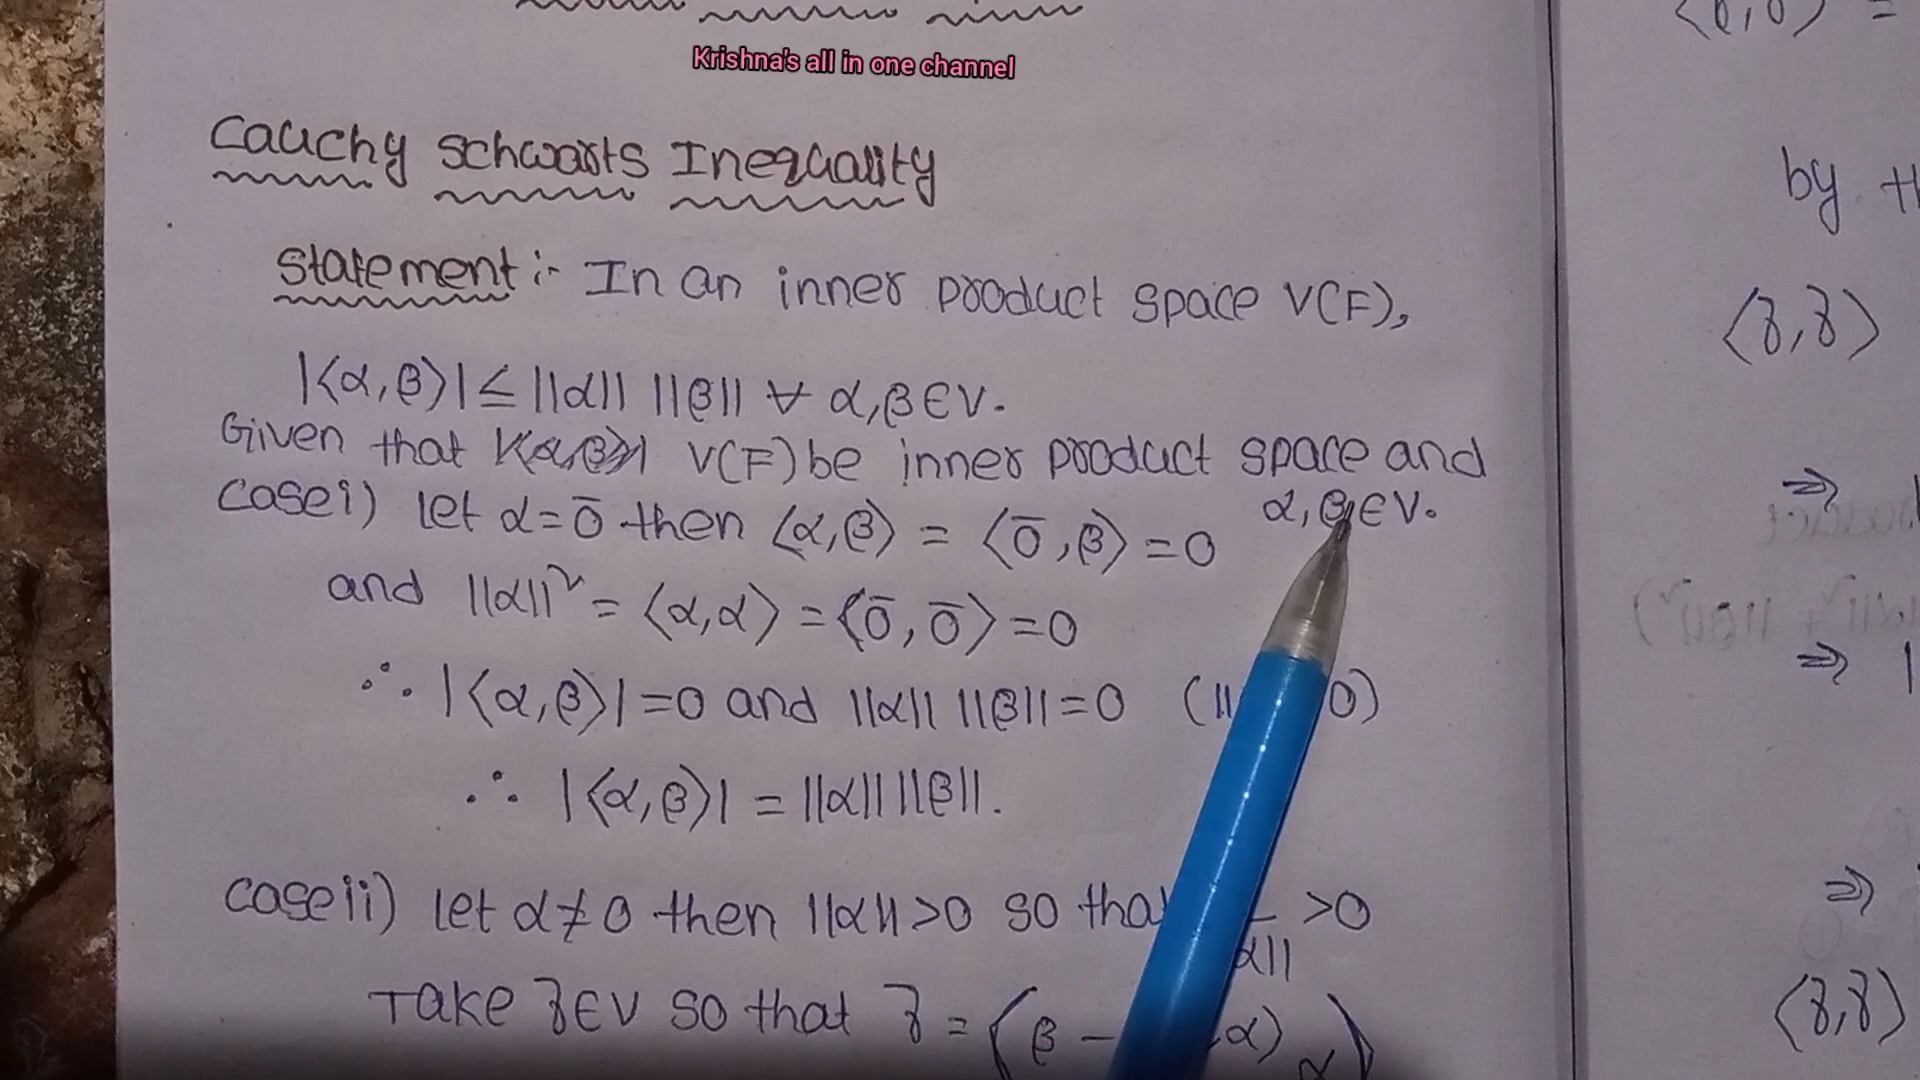 Krishna's all in one channel
Cauchy Schwarts Inequality
Statement :- In an inner product space V(F),
|⟨α,β⟩| ≤ ||α|| ||β|| ∀ α,β∈V.
Given that V(F) be inner product space and
α,β∈V.
Case i) Let α=0̄ then ⟨α,β⟩ = ⟨0̄,β⟩ =0
and ||α||² = ⟨α,α⟩ = ⟨0̄,0̄⟩ =0
∴ |⟨α,β⟩| =0 and ||α|| ||β|| =0 (|| 0)
∴ |⟨α,β⟩| = ||α|| ||β||.
Case ii) Let α≠0 then ||α|| >0 so that >0
α||
Take γ∈V so that γ = (β − α⟩ α)
by
⟨γ,γ⟩
⇒
⇒ |
⇒
⟨γ,γ⟩